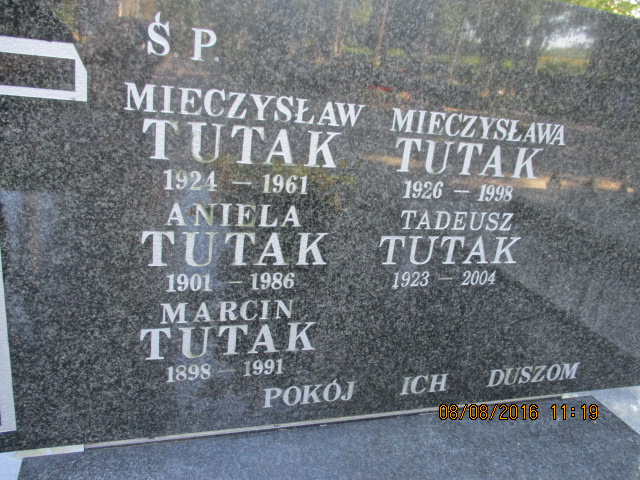 Ś P.
MIECZYSŁAW
TUTAK
1924 – 1961
ANIELA
TUTAK
1901 – 1986
MARCIN
TUTAK
1898 – 1991
MIECZYSŁAWA
TUTAK
1926 – 1998
TADEUSZ
TUTAK
1923 – 2004
POKÓJ ICH DUSZOM
08/08/2016 11:19